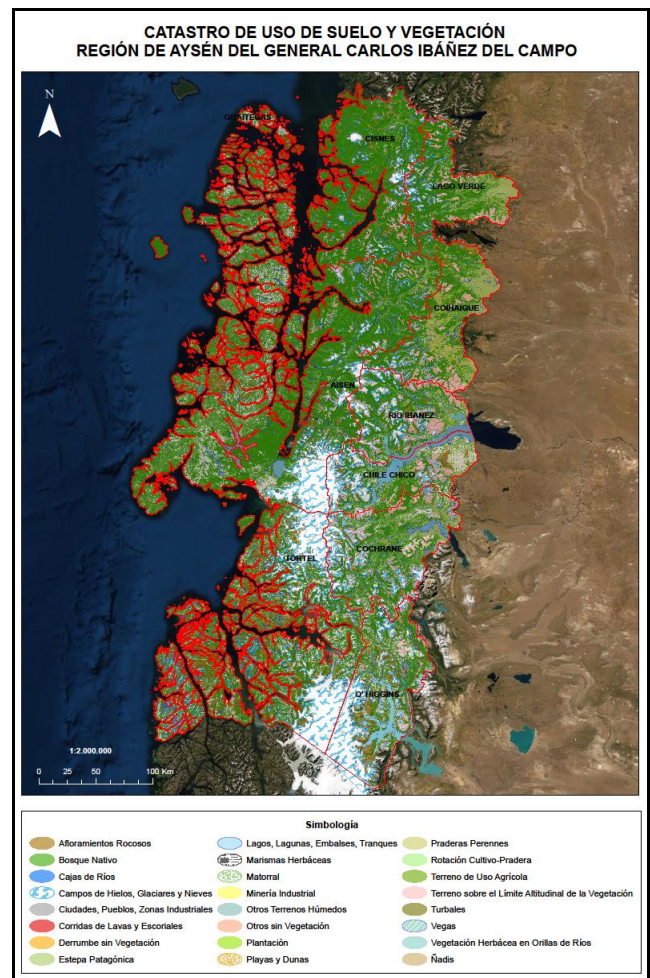 CATASTRO DE USO DE SUELO Y VEGETACIÓN
REGIÓN DE AYSÉN DEL GENERAL CARLOS IBÁÑEZ DEL CAMPO
N
GUAITECAS
CISNES
LAGO VERDE
COIHAIQUE
AISEN
RIO IBAÑEZ
CHILE CHICO
COCHRANE
TORTEL
O' HIGGINS
1:2.000.000
0 25 50 100 Km
Simbología
Afloramientos Rocosos
Bosque Nativo
Cajas de Ríos
Campos de Hielos, Glaciares y Nieves
Ciudades, Pueblos, Zonas Industriales
Corridas de Lavas y Escoriales
Derrumbe sin Vegetación
Estepa Patagónica
Lagos, Lagunas, Embalses, Tranques
Marismas Herbáceas
Matorral
Minería Industrial
Otros Terrenos Húmedos
Otros sin Vegetación
Plantación
Playas y Dunas
Praderas Perennes
Rotación Cultivo-Pradera
Terreno de Uso Agrícola
Terreno sobre el Límite Altitudinal de la Vegetación
Turbales
Vegas
Vegetación Herbácea en Orillas de Ríos
Ñadis